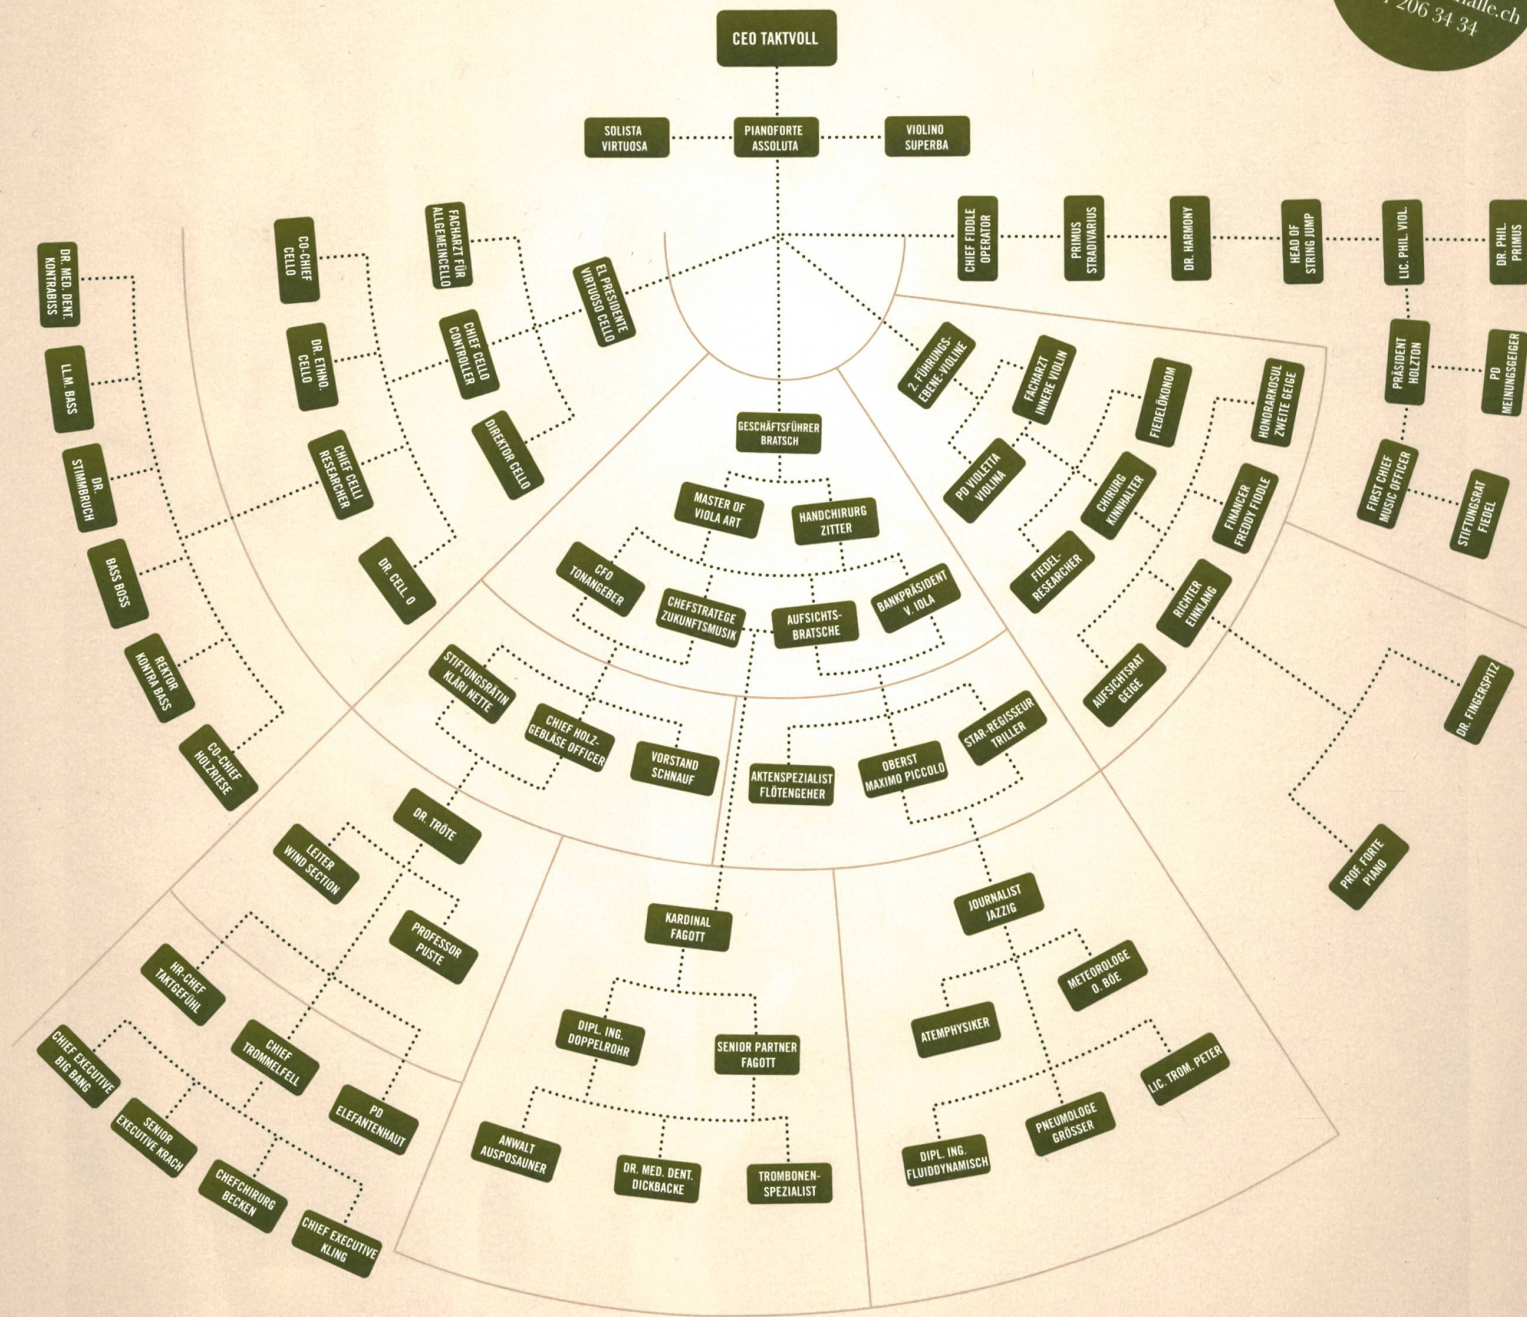 halle.ch
206 34 34
CEO TAKTVOLL
SOLISTA
VIRTUOSA
PIANOFORTE
ASSOLUTA
VIOLINO
SUPERBA
DR. MED. DENT.
KONTRABISS
LL.M. BASS
DR.
STIMMBRUCH
BASS BOSS
REKTOR
KONTRA BASS
CO-CHIEF
HOLZRIESE
CO-CHIEF
CELLO
DR. ETHNO.
CELLO
CHIEF CELLI
RESEARCHER
DR. CELL O
FACHARZT FÜR
ALLGEMEINCELLO
CHIEF CELLO
CONTROLLER
DIREKTOR CELLO
EL PRESIDENTE
VIRTUOSO CELLO
CHIEF FIDDLE
OPERATOR
PRIMUS
STRADIVARIUS
DR. HARMONY
HEAD OF
STRING JUMP
LIC. PHIL. VIOL.
DR. PHIL.
PRIMUS
PRÄSIDENT
HOLZTON
PD
MEINUNGSGEIGER
FIRST CHIEF
MUSIC OFFICER
STIFTUNGSRAT
FIEDEL
2. FÜHRUNGS-
EBENE-VIOLINE
FACHARZT
INNERE VIOLIN
PD VIOLETTA
VIOLINA
FIEDELÖKONOM
CHIRURG
KINNHALTER
FIEDEL-
RESEARCHER
HONORARKOSUL
ZWEITE GEIGE
FINANCER
FREDDY FIDDLE
RICHTER
EINKLANG
AUFSICHTSRAT
GEIGE
DR. FINGERSPITZ
PROF. FORTE
PIANO
GESCHÄFTSFÜHRER
BRATSCH
MASTER OF
VIOLA ART
HANDCHIRURG
ZITTER
CFO
TONANGEBER
CHEFSTRATEGE
ZUKUNFTSMUSIK
AUFSICHTS-
BRATSCHE
BANKPRÄSIDENT
V. IOLA
STIFTUNGSRÄTIN
KLÄRI NETTE
CHIEF HOLZ-
GEBLÄSE OFFICER
VORSTAND
SCHNAUF
AKTENSPEZIALIST
FLÖTENGEHER
OBERST
MAXIMO PICCOLO
STAR-REGISSEUR
TRILLER
DR. TRÖTE
LEITER
WIND SECTION
PROFESSOR
PUSTE
KARDINAL
FAGOTT
DIPL. ING.
DOPPELROHR
SENIOR PARTNER
FAGOTT
ANWALT
AUSPOSAUNER
DR. MED. DENT.
DICKBACKE
TROMBONEN-
SPEZIALIST
JOURNALIST
JAZZIG
ATEMPHYSIKER
METEOROLOGE
O. BÖE
DIPL. ING.
FLUIDDYNAMISCH
PNEUMOLOGE
GRÖSSER
LIC. TROM. PETER
HR-CHEF
TAKTGEFÜHL
CHIEF
TROMMELFELL
PD
ELEFANTENHAUT
CHIEF EXECUTIVE
BIG BANG
SENIOR
EXECUTIVE KRACH
CHEFCHIRURG
BECKEN
CHIEF EXECUTIVE
KLING